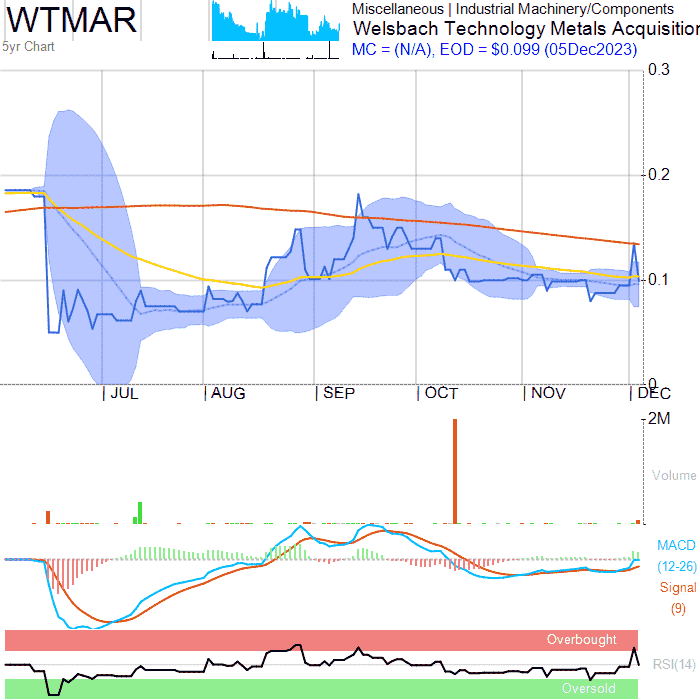 WTMAR
5yr Chart
Miscellaneous | Industrial Machinery/Components
Welsbach Technology Metals Acquisition
MC = (N/A), EOD = $0.099 (05Dec2023)
0.3
0.2
0.1
0
JUL AUG SEP OCT NOV DEC
2M
Volume
MACD
(12-26)
Signal
(9)
Overbought
RSI(14)
Oversold